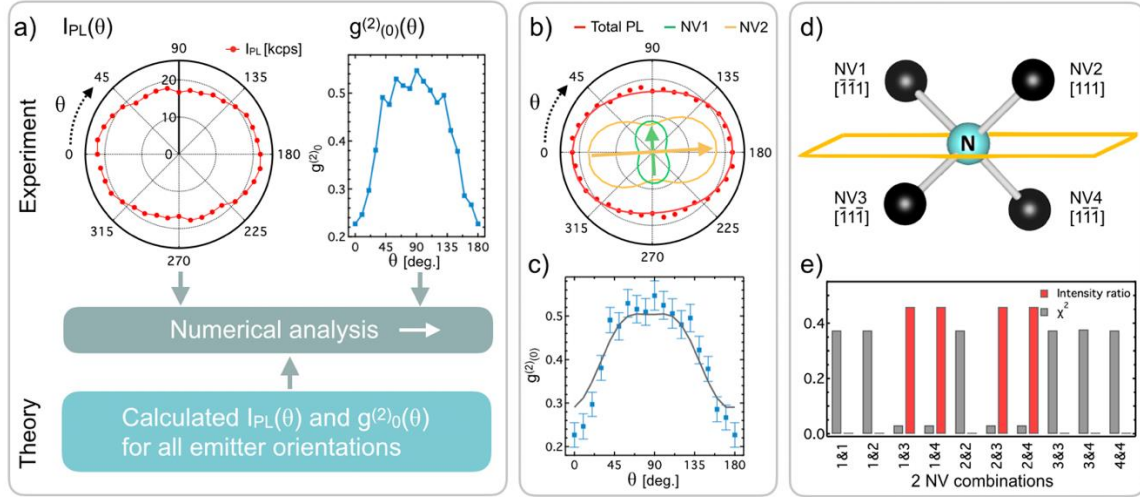 a)
I_PL(θ)
g^(2)_(0)(θ)
Experiment
Theory
I_PL [kcps]
90
45
135
θ
20
10
0
0
180
315
225
270
g^(2)_0
0.5
0.4
0.3
0.2
0 45 90 135 180
θ [deg.]
Numerical analysis
Calculated I_PL(θ) and g^(2)_0(θ)
for all emitter orientations
b)
Total PL NV1 NV2
90
45
135
θ
0
180
315
225
270
c)
g^(2)_(0)
0.5
0.4
0.3
0.2
0 45 90 135 180
θ [deg.]
d)
NV1
[1̄1̄1]
NV2
[111]
N
NV3
[1̄11̄]
NV4
[11̄1̄]
e)
Intensity ratio
χ²
0.4
0.2
0.0
1&1 1&2 1&3 1&4 2&2 2&3 2&4 3&3 3&4 4&4
2 NV combinations